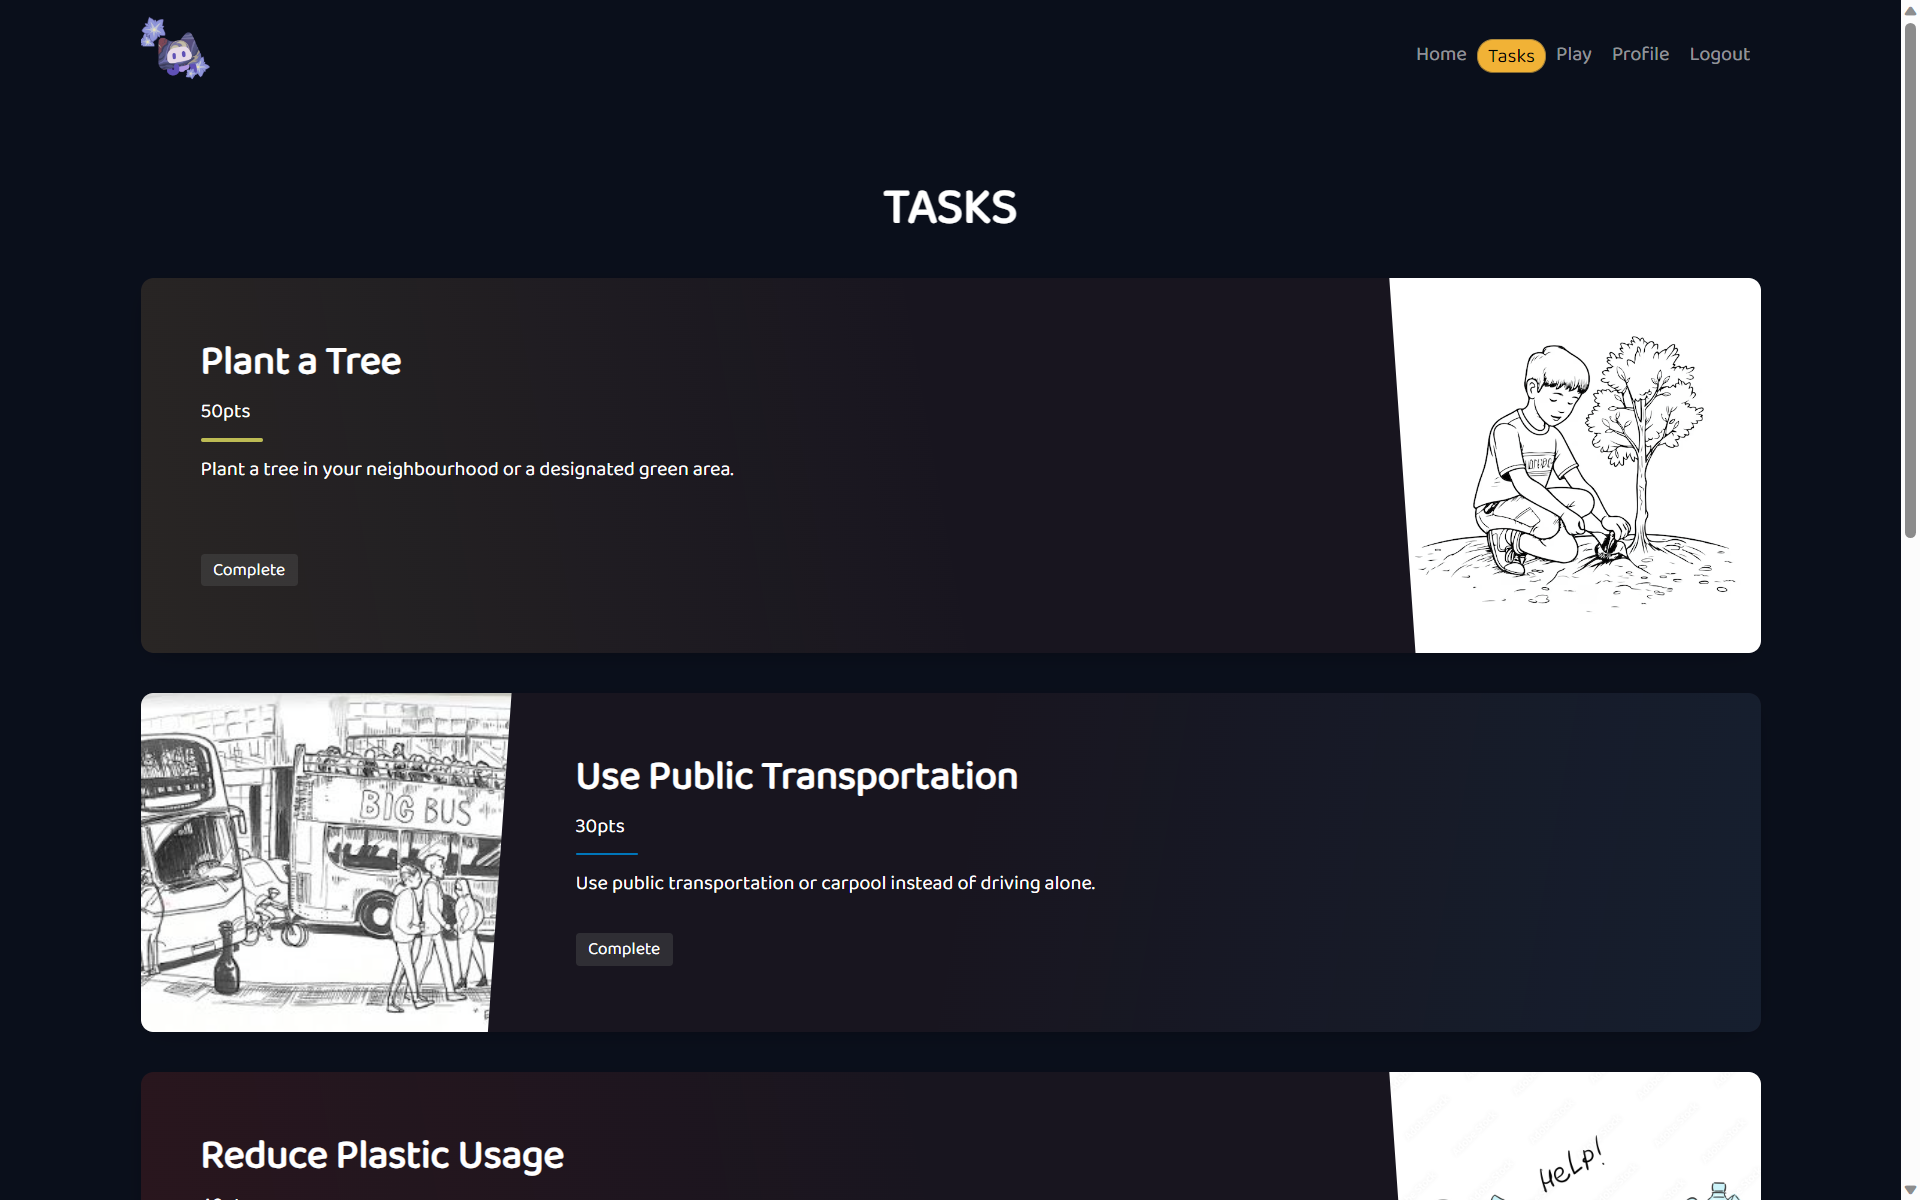 Home Tasks Play Profile Logout
TASKS
Plant a Tree
50pts
Plant a tree in your neighbourhood or a designated green area.
Complete
BIG BUS
Use Public Transportation
30pts
Use public transportation or carpool instead of driving alone.
Complete
Reduce Plastic Usage
HeLp!